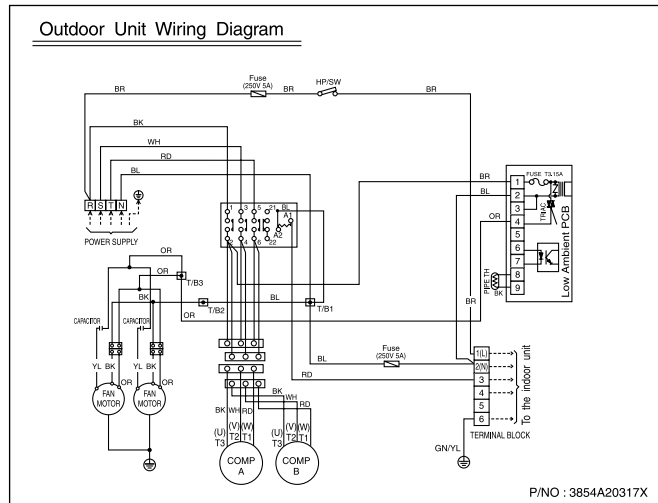 Outdoor Unit Wiring Diagram
Fuse
(250V 5A)
HP/SW
BR
BR
BR
BK
WH
RD
BL
R S T N
POWER SUPPLY
1 3 5 21
BL
A1
A2
2 4 6 22
BR
BL
OR
1
2
3
4
5
6
7
8
9
FUSE T3.15A
TRIAC
Low Ambient PCB
PIPE TH
BK
OR
OR
T/B3
BK
T/B2
BL
T/B1
OR
CAPACITOR
CAPACITOR
BR
BL
Fuse
(250V 5A)
RD
1(L)
2(N)
3
4
5
6
To the indoor unit
TERMINAL BLOCK
GN/YL
YL BK
OR
YL BK
OR
FAN
MOTOR
FAN
MOTOR
BK WH RD
BK
WH
RD
(U) (V) (W)
T3 T2 T1
(U) (V) (W)
T3 T2 T1
COMP
A
COMP
B
P/NO : 3854A20317X